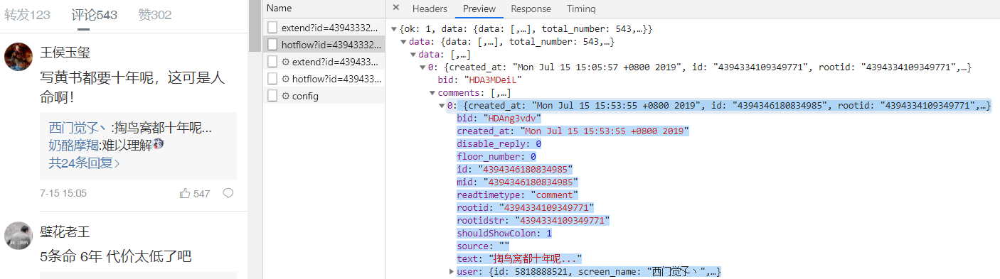 转发123 评论543 赞302
王侯玉玺
写黄书都要十年呢，这可是人
命啊！
西门觉孓丶:掏鸟窝都十年呢...
奶酪摩羯:难以理解
共24条回复
7-15 15:05 547
壁花老王
5条命 6年 代价太低了吧
Name
extend?id=43943332...
hotflow?id=43943332...
extend?id=439433...
hotflow?id=439433...
config
× Headers Preview Response Timing
▼{ok: 1, data: {data: [,…], total_number: 543,…}}
▼data: {data: [,…], total_number: 543,…}
▼data: [,…]
▼0: {created_at: "Mon Jul 15 15:05:57 +0800 2019", id: "4394334109349771", rootid: "4394334109349771",…}
bid: "HDA3MDeiL"
▼comments: [,…]
▼0: {created_at: "Mon Jul 15 15:53:55 +0800 2019", id: "4394346180834985", rootid: "4394334109349771",…}
bid: "HDAng3vdv"
created_at: "Mon Jul 15 15:53:55 +0800 2019"
disable_reply: 0
floor_number: 0
id: "4394346180834985"
mid: "4394346180834985"
readtimetype: "comment"
rootid: "4394334109349771"
rootidstr: "4394334109349771"
shouldShowColon: 1
source: ""
text: "掏鸟窝都十年呢..."
▶user: {id: 5818888521, screen_name: "西门觉孓丶",…}